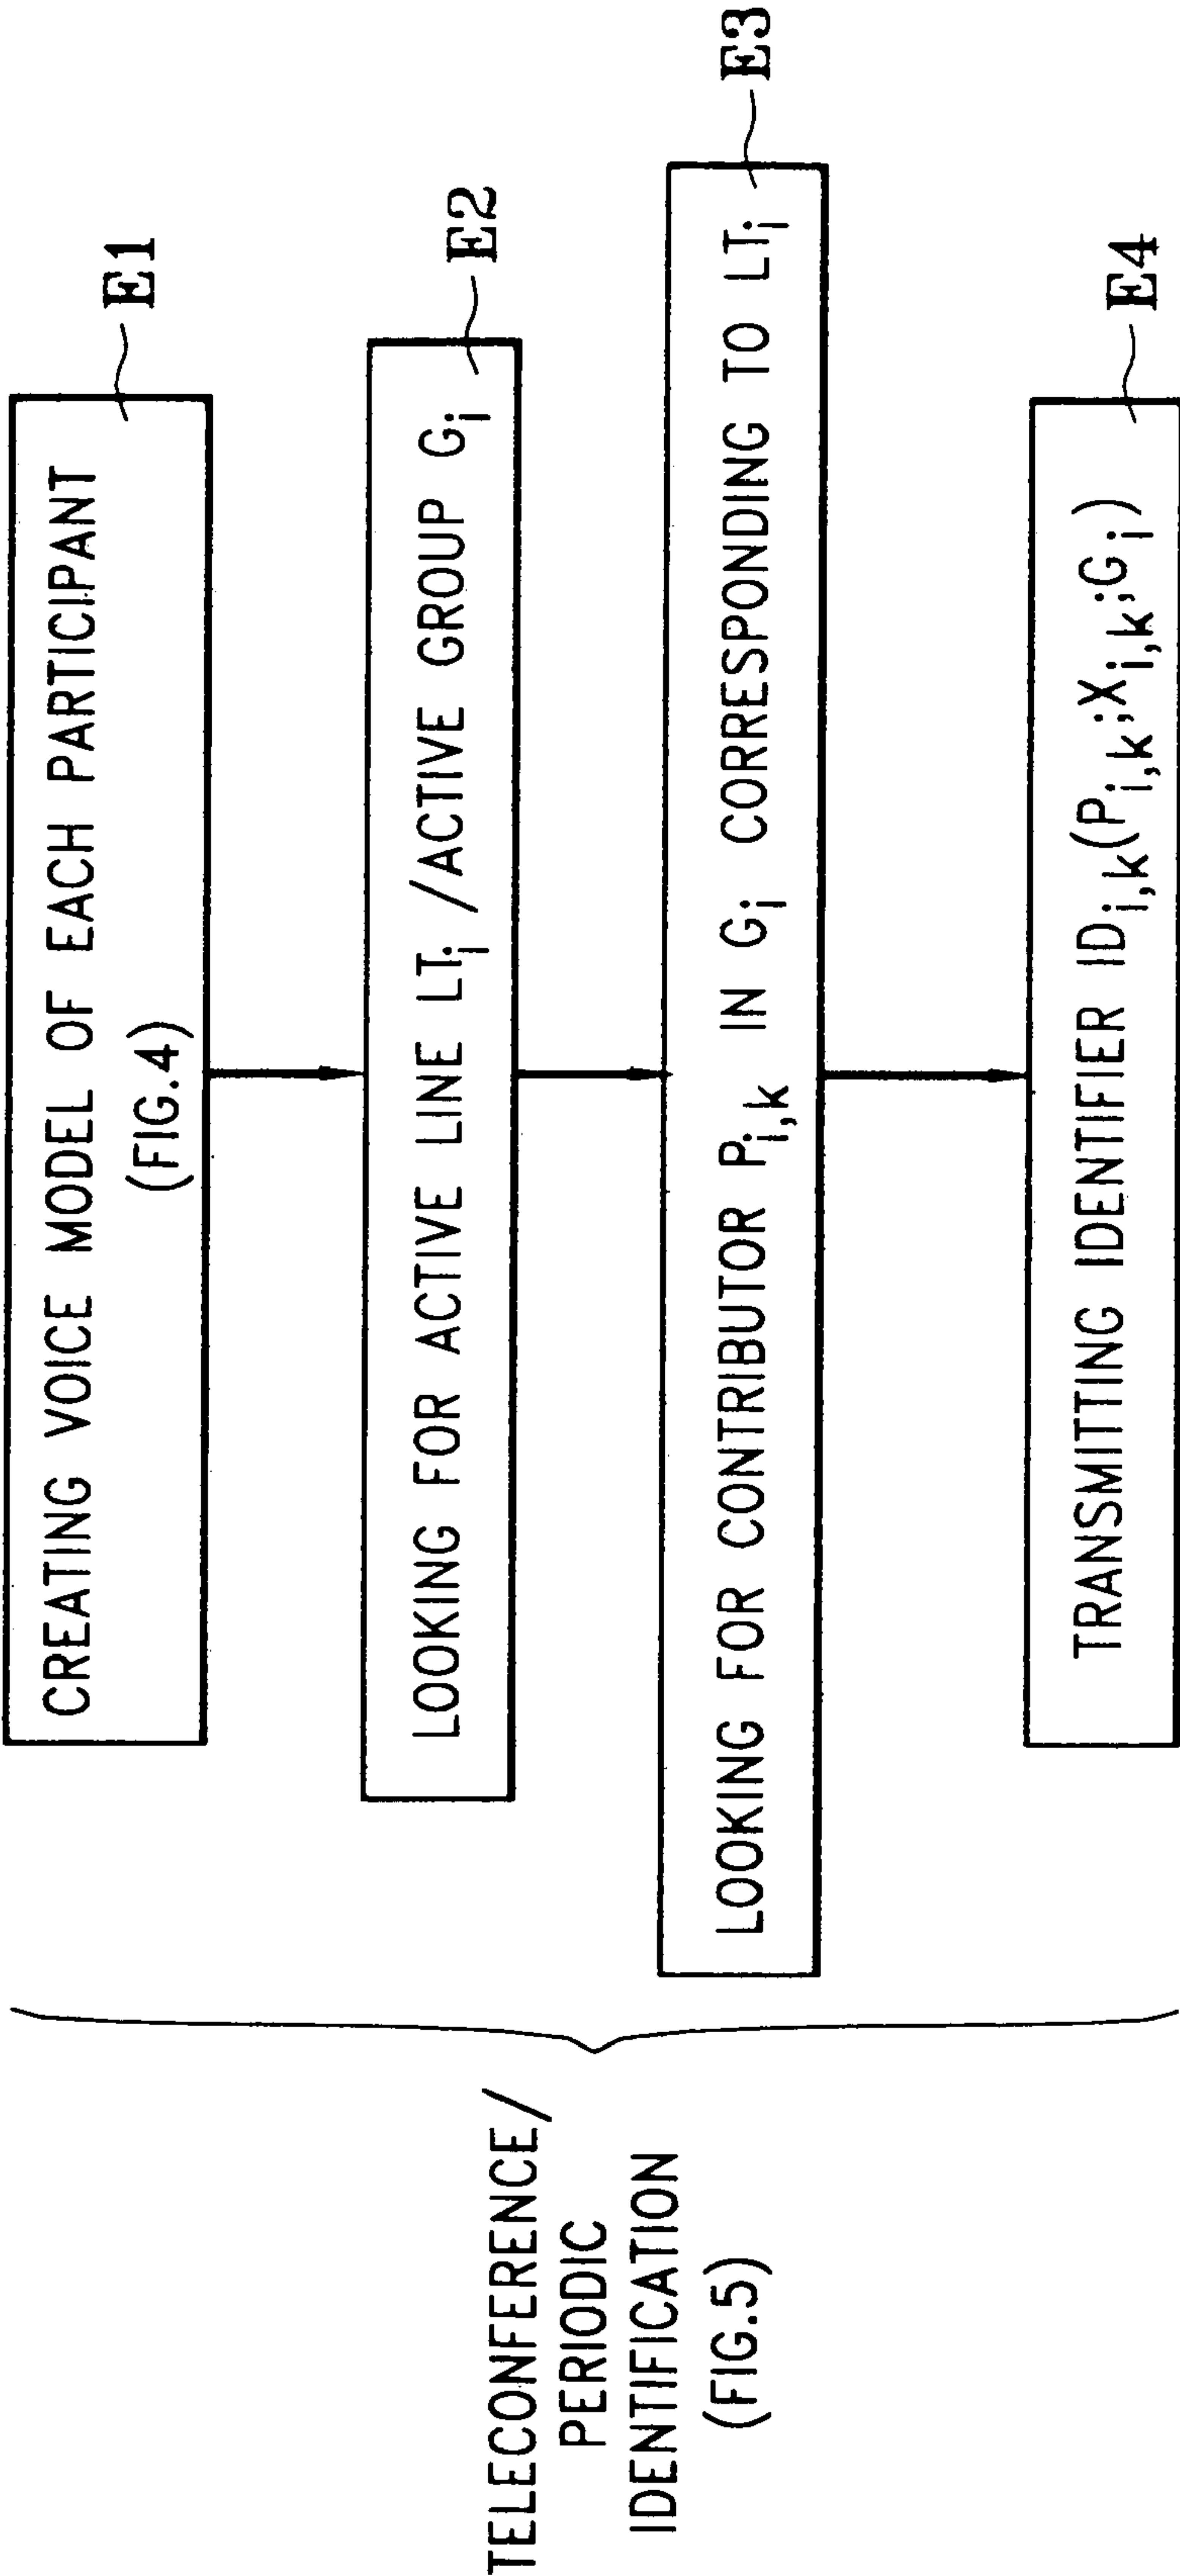 CREATING VOICE MODEL OF EACH PARTICIPANT
(FIG.4)
E1
LOOKING FOR ACTIVE LINE LTi /ACTIVE GROUP Gi
E2
LOOKING FOR CONTRIBUTOR Pi,k IN Gi CORRESPONDING TO LTi
E3
TRANSMITTING IDENTIFIER IDi,k(Pi,k;Xi,k;Gi)
E4
TELECONFERENCE/
PERIODIC
IDENTIFICATION
(FIG.5)